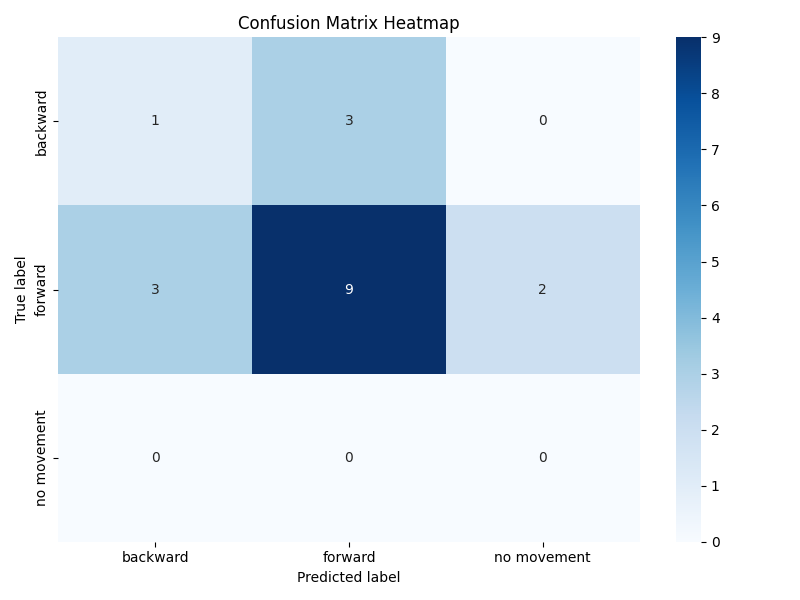 Confusion Matrix Heatmap
True label
backward
1 3 0
forward
3 9 2
no movement
0 0 0
backward forward no movement
Predicted label
9
8
7
6
5
4
3
2
1
0